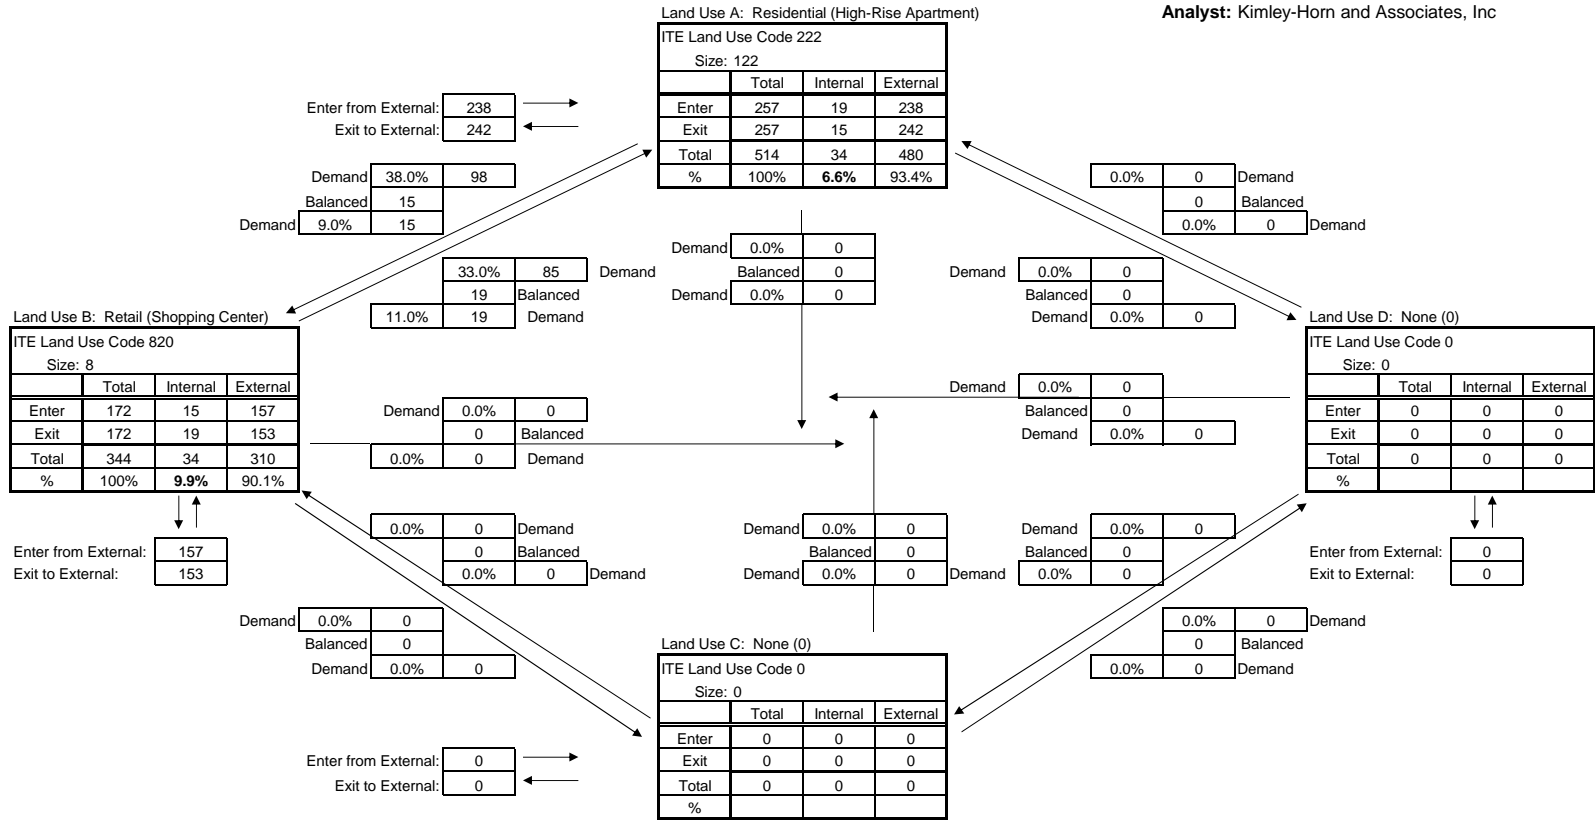 Analyst: Kimley-Horn and Associates, Inc
Land Use A: Residential (High-Rise Apartment)
ITE Land Use Code 222
Size: 122
Total Internal External
Enter 257 19 238
Exit 257 15 242
Total 514 34 480
% 100% 6.6% 93.4%
Enter from External: 238
Exit to External: 242
Demand 38.0% 98
Balanced 15
Demand 9.0% 15
0.0% 0 Demand
0 Balanced
0.0% 0 Demand
33.0% 85 Demand
19 Balanced
11.0% 19 Demand
Demand 0.0% 0
Balanced 0
Demand 0.0% 0
Demand 0.0% 0
Balanced 0
Demand 0.0% 0
Land Use B: Retail (Shopping Center)
ITE Land Use Code 820
Size: 8
Total Internal External
Enter 172 15 157
Exit 172 19 153
Total 344 34 310
% 100% 9.9% 90.1%
Land Use D: None (0)
ITE Land Use Code 0
Size: 0
Total Internal External
Enter 0 0 0
Exit 0 0 0
Total 0 0 0
%
Demand 0.0% 0
0 Balanced
0.0% 0 Demand
Demand 0.0% 0
Balanced 0
Demand 0.0% 0
Enter from External: 157
Exit to External: 153
0.0% 0 Demand
0 Balanced
0.0% 0 Demand
Demand 0.0% 0
Balanced 0
Demand 0.0% 0
Demand 0.0% 0
Balanced 0
Demand 0.0% 0
Enter from External: 0
Exit to External: 0
Demand 0.0% 0
Balanced 0
Demand 0.0% 0
0.0% 0 Demand
0 Balanced
0.0% 0 Demand
Land Use C: None (0)
ITE Land Use Code 0
Size: 0
Total Internal External
Enter 0 0 0
Exit 0 0 0
Total 0 0 0
%
Enter from External: 0
Exit to External: 0